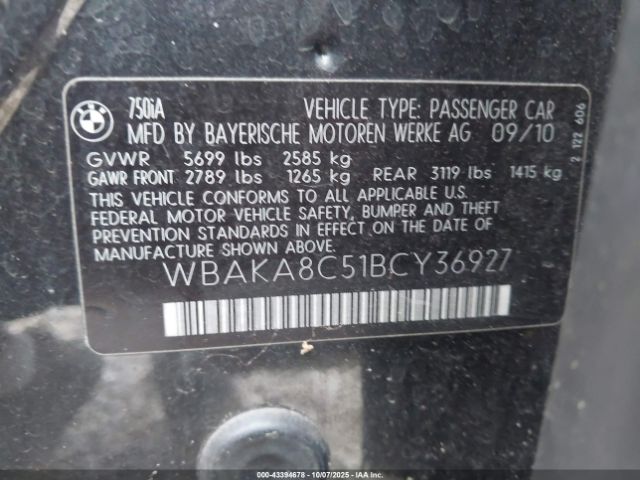 BMW
750iA
VEHICLE TYPE: PASSENGER CAR
MFD BY BAYERISCHE MOTOREN WERKE AG 09/10
GVWR 5699 lbs 2585 kg
GAWR FRONT 2789 lbs 1265 kg REAR 3119 lbs 1415 kg
THIS VEHICLE CONFORMS TO ALL APPLICABLE U.S.
FEDERAL MOTOR VEHICLE SAFETY, BUMPER AND THEFT
PREVENTION STANDARDS IN EFFECT ON THE DATE OF
MANUFACTURE SHOWN ABOVE.
WBAKA8C51BCY36927
2 122 606
000-43394678 | 10/07/2025 - IAA Inc.